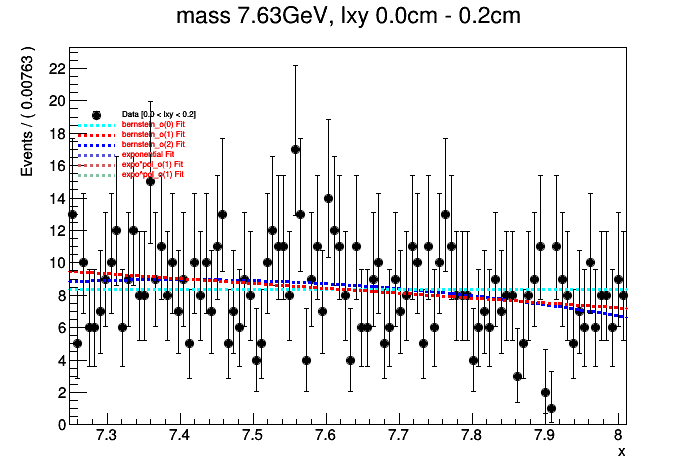 mass 7.63GeV, lxy 0.0cm - 0.2cm
Events / ( 0.00763 )
22
20
18
16
14
12
10
8
6
4
2
0
Data [0.0 < lxy < 0.2]
bernstein_o(0) Fit
bernstein_o(1) Fit
bernstein_o(2) Fit
exponential Fit
expo*pol_o(1) Fit
expo*pol_o(1) Fit
7.3 7.4 7.5 7.6 7.7 7.8 7.9 8
x